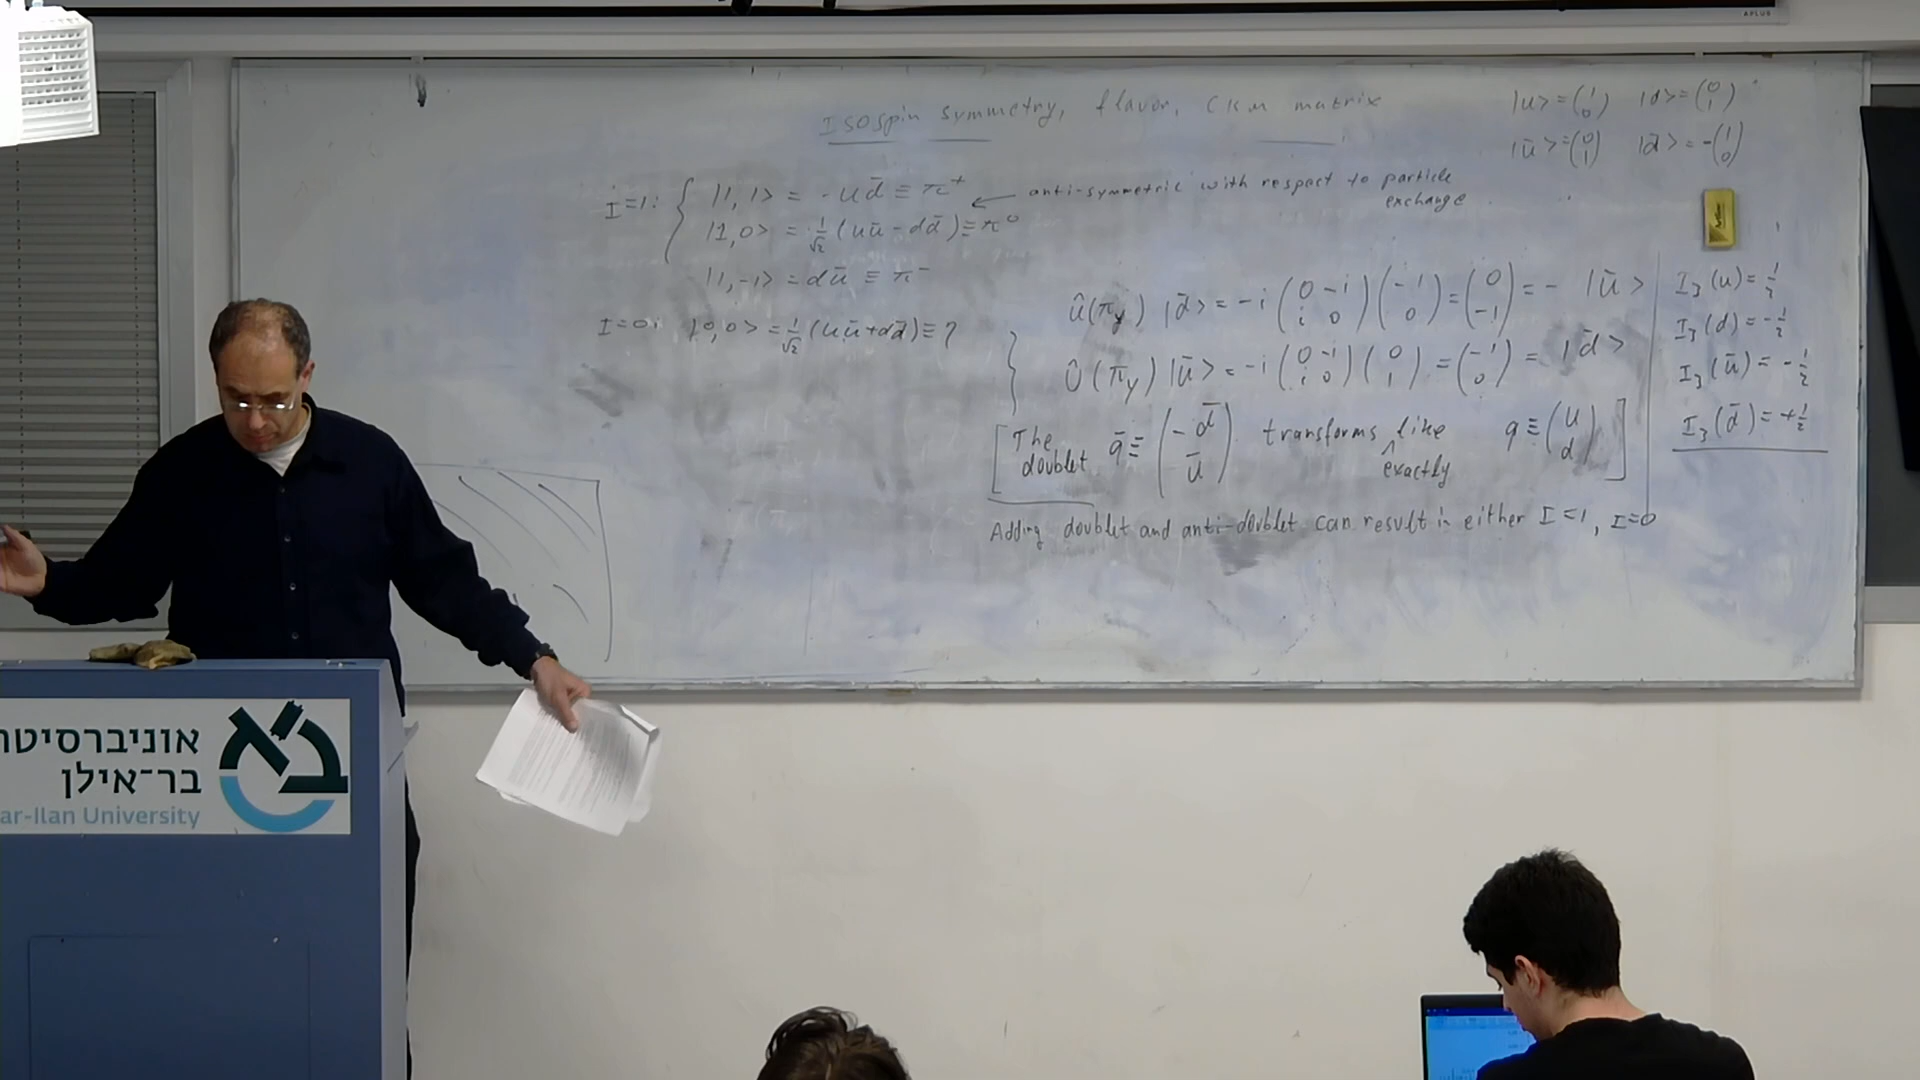 APLUS
Isospin symmetry, flavor, CKM matrix
|u>=(1 0) |d>=(0 1)
|ū>=(0 1) |d̄>=-(1 0)
I=1: { |1,1> = -ud̄ ≡ π⁺ ← anti-symmetric with respect to particle exchange
|1,0> = 1/√2 (uū - dd̄) ≡ π⁰
|1,-1> = dū ≡ π⁻
I=0: |0,0> = 1/√2 (uū+dd̄) ≡ η
Û(π_y) |d̄> = -i (0 -i i 0) (-1 0) = (0 -1) = - |ū>
Û(π_y) |ū> = -i (0 -i i 0) (0 1) = (-1 0) = |d̄>
[The doublet q̄ ≡ (-d̄ ū) transforms exactly like q ≡ (u d)]
Adding doublet and anti-doublet can result in either I=1, I=0
I₃(u) = 1/2
I₃(d) = -1/2
I₃(ū) = -1/2
I₃(d̄) = +1/2
אוניברסיטת
בר-אילן
ar-Ilan University